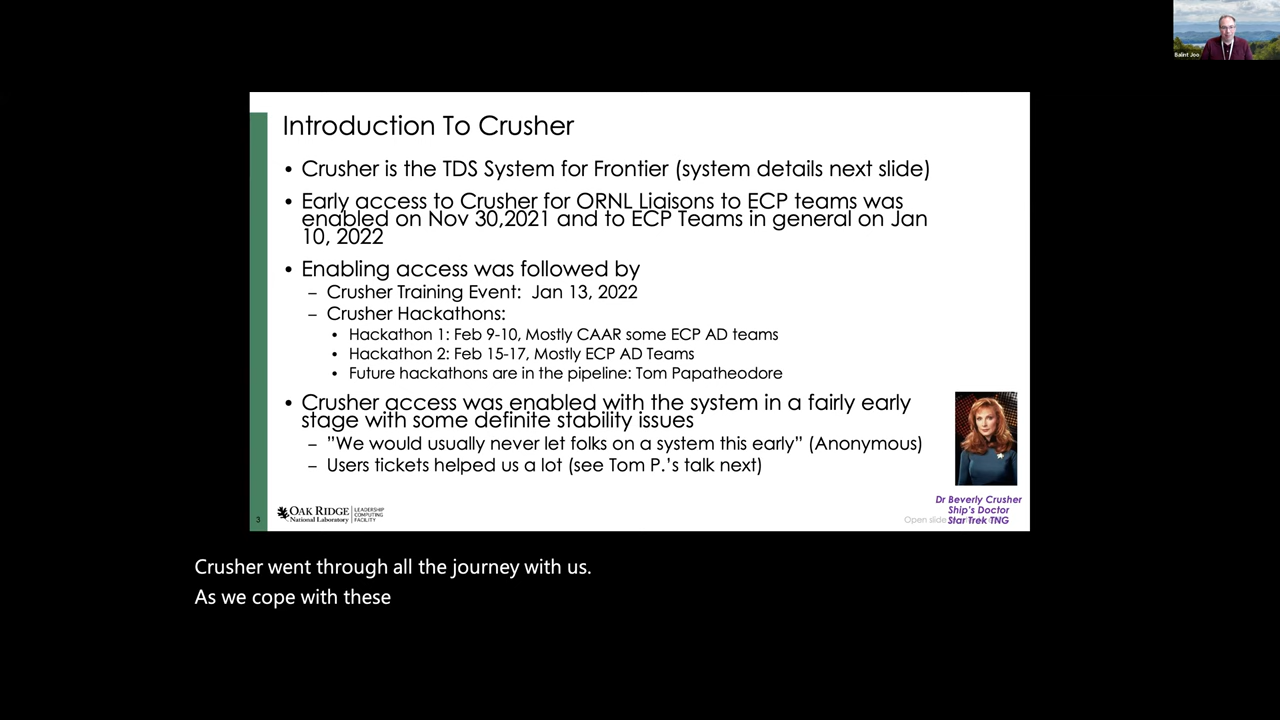 Balint Joo
Introduction To Crusher
• Crusher is the TDS System for Frontier (system details next slide)
• Early access to Crusher for ORNL Liaisons to ECP teams was
enabled on Nov 30,2021 and to ECP Teams in general on Jan
10, 2022
• Enabling access was followed by
– Crusher Training Event: Jan 13, 2022
– Crusher Hackathons:
• Hackathon 1: Feb 9-10, Mostly CAAR some ECP AD teams
• Hackathon 2: Feb 15-17, Mostly ECP AD Teams
• Future hackathons are in the pipeline: Tom Papatheodore
• Crusher access was enabled with the system in a fairly early
stage with some definite stability issues
– ”We would usually never let folks on a system this early” (Anonymous)
– Users tickets helped us a lot (see Tom P.’s talk next)
Dr Beverly Crusher
Ship's Doctor
Star Trek TNG
3
OAK RIDGE
National Laboratory
LEADERSHIP
COMPUTING
FACILITY
Open slide
Crusher went through all the journey with us.
As we cope with these